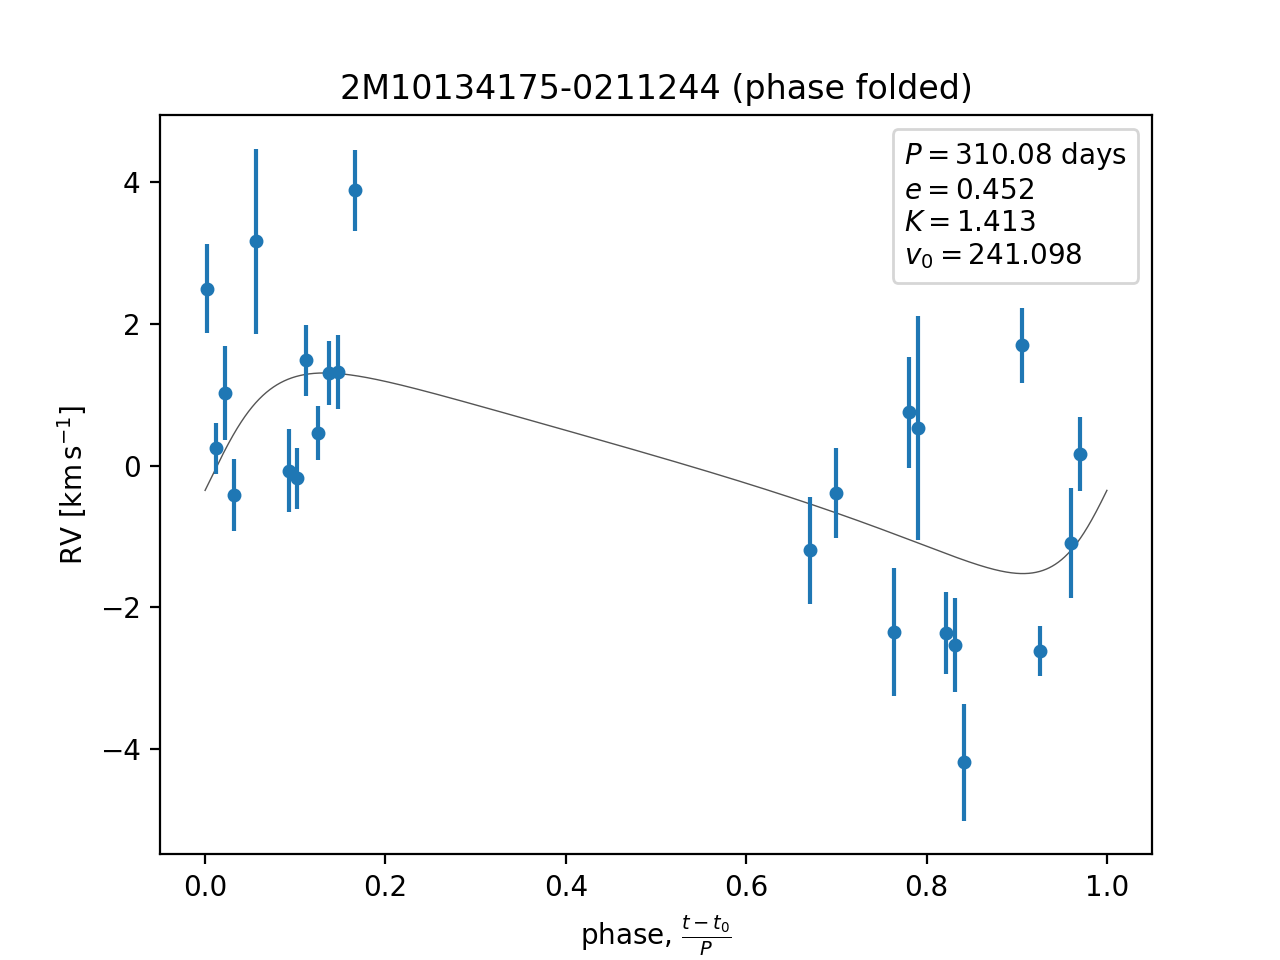 2M10134175-0211244 (phase folded)
P = 310.08 days
e = 0.452
K = 1.413
v₀ = 241.098
4
2
0
−2
−4
RV [km s⁻¹]
0.0 0.2 0.4 0.6 0.8 1.0
phase, (t − t₀)/P